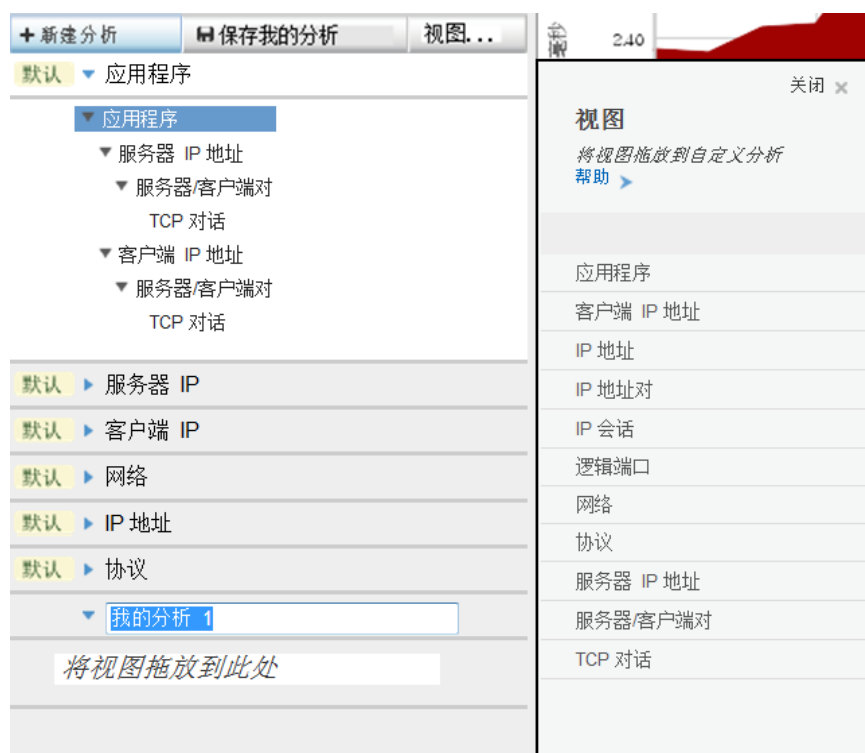 新建分析
保存我的分析
视图...
默认 应用程序
应用程序
服务器 IP 地址
服务器/客户端对
TCP 对话
客户端 IP 地址
服务器/客户端对
TCP 对话
默认 服务器 IP
默认 客户端 IP
默认 网络
默认 IP 地址
默认 协议
我的分析 1
将视图拖放到此处
2.40
关闭
视图
将视图拖放到自定义分析
帮助
应用程序
客户端 IP 地址
IP 地址
IP 地址对
IP 会话
逻辑端口
网络
协议
服务器 IP 地址
服务器/客户端对
TCP 对话